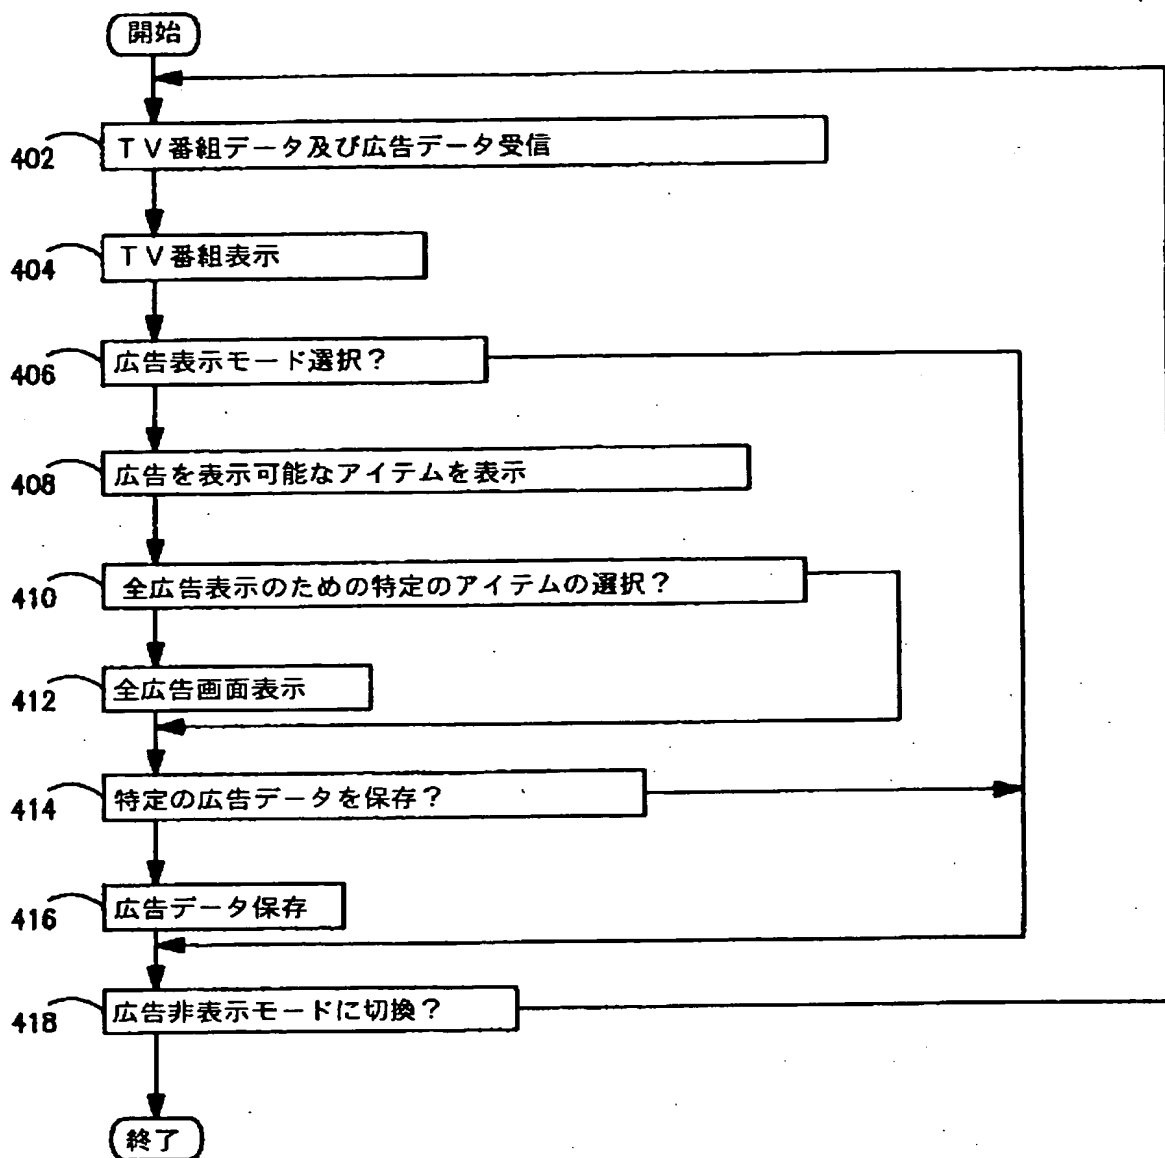 開始
402 TV番組データ及び広告データ受信
404 TV番組表示
406 広告表示モード選択?
408 広告を表示可能なアイテムを表示
410 全広告表示のための特定のアイテムの選択?
412 全広告画面表示
414 特定の広告データを保存?
416 広告データ保存
418 広告非表示モードに切換?
終了